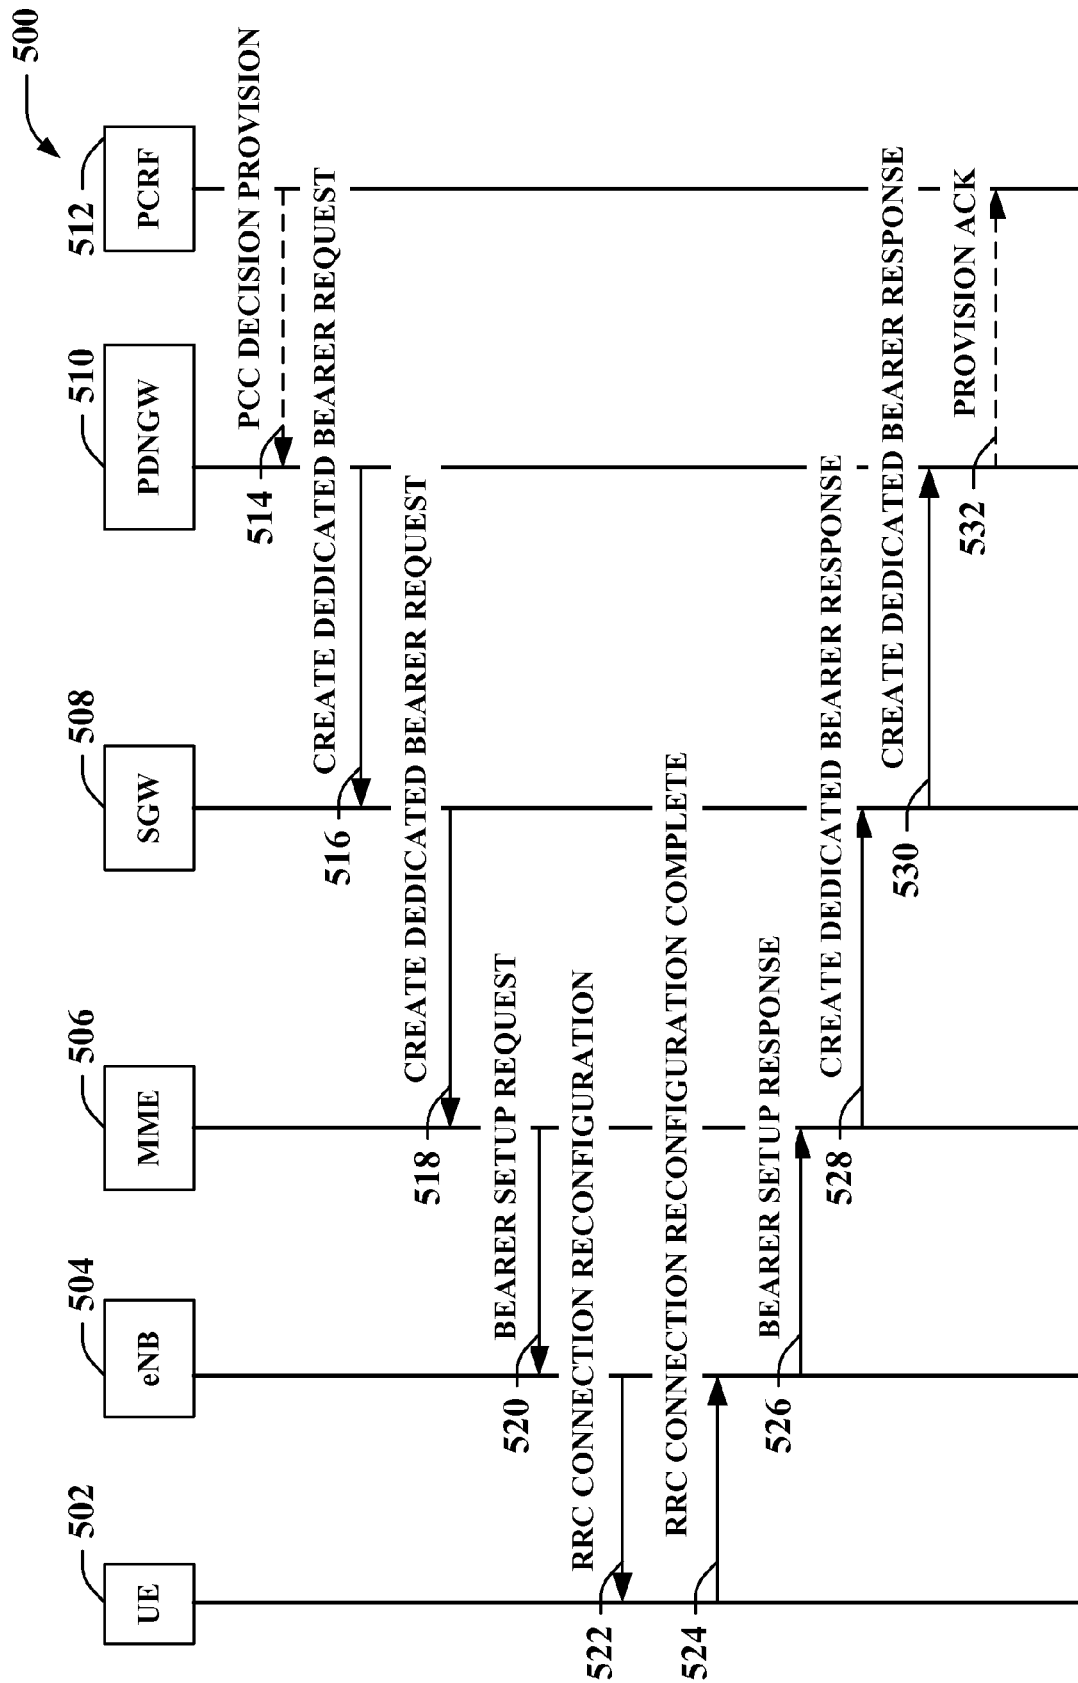 500
502
504
506
508
510
512
UE
eNB
MME
SGW
PDNGW
PCRF
PCC DECISION PROVISION
514
CREATE DEDICATED BEARER REQUEST
516
CREATE DEDICATED BEARER REQUEST
518
BEARER SETUP REQUEST
520
RRC CONNECTION RECONFIGURATION
522
RRC CONNECTION RECONFIGURATION COMPLETE
524
BEARER SETUP RESPONSE
526
CREATE DEDICATED BEARER RESPONSE
528
CREATE DEDICATED BEARER RESPONSE
530
PROVISION ACK
532